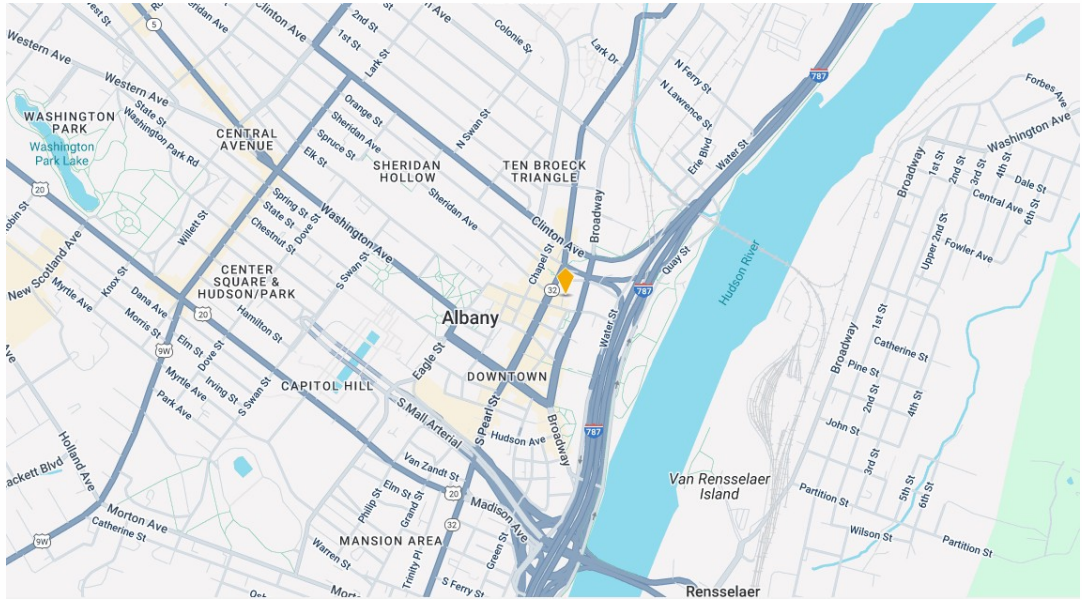 5
Western Ave
Western Ave
Sheridan Ave
Clinton Ave
2nd St
1st St
Lark St
Colonie St
Lark Dr
N Ferry St
N Lawrence St
787
Forbes Ave
Washington Ave
WASHINGTON
PARK
Washington
Park Lake
State St
Washington Park Rd
CENTRAL
AVENUE
Orange St
Sheridan Ave
Spruce St
Elk St
N Swan St
SHERIDAN
HOLLOW
TEN BROECK
TRIANGLE
Erie Blvd
Water St
Broadway
1st St
2nd St
3rd St
4th St
Dale St
Central Ave
6th St
20
Robin St
New Scotland Ave
Willett St
Spring St
State St
Chestnut St
Dove St
Washington Ave
Sheridan Ave
Clinton Ave
Broadway
Upper 2nd St
Fowler Ave
Myrtle Ave
Knox St
Dana Ave
Morris St
CENTER
SQUARE &
HUDSON/PARK
S Swan St
Chapel St
32
787
Quay St
Hudson River
20
Hamilton St
Elm St
Dove St
9W
Albany
Water St
Eagle St
Broadway
1st St
Catherine St
Pine St
Myrtle Ave
Irving St
Park Ave
S Swan St
CAPITOL HILL
DOWNTOWN
S Mall Arterial
S Pearl St
Hudson Ave
Broadway
787
2nd St
4th St
John St
3rd St
Holland Ave
Van Zandt St
Elm St
20
Madison Ave
Philip St
Grand St
32
Van Rensselaer
Island
5th St
6th St
Partition St
Wilson St
Partition St
Morton Ave
Catherine St
9W
MANSION AREA
Warren St
Trinity Pl
Green St
S Ferry St
Rensselaer